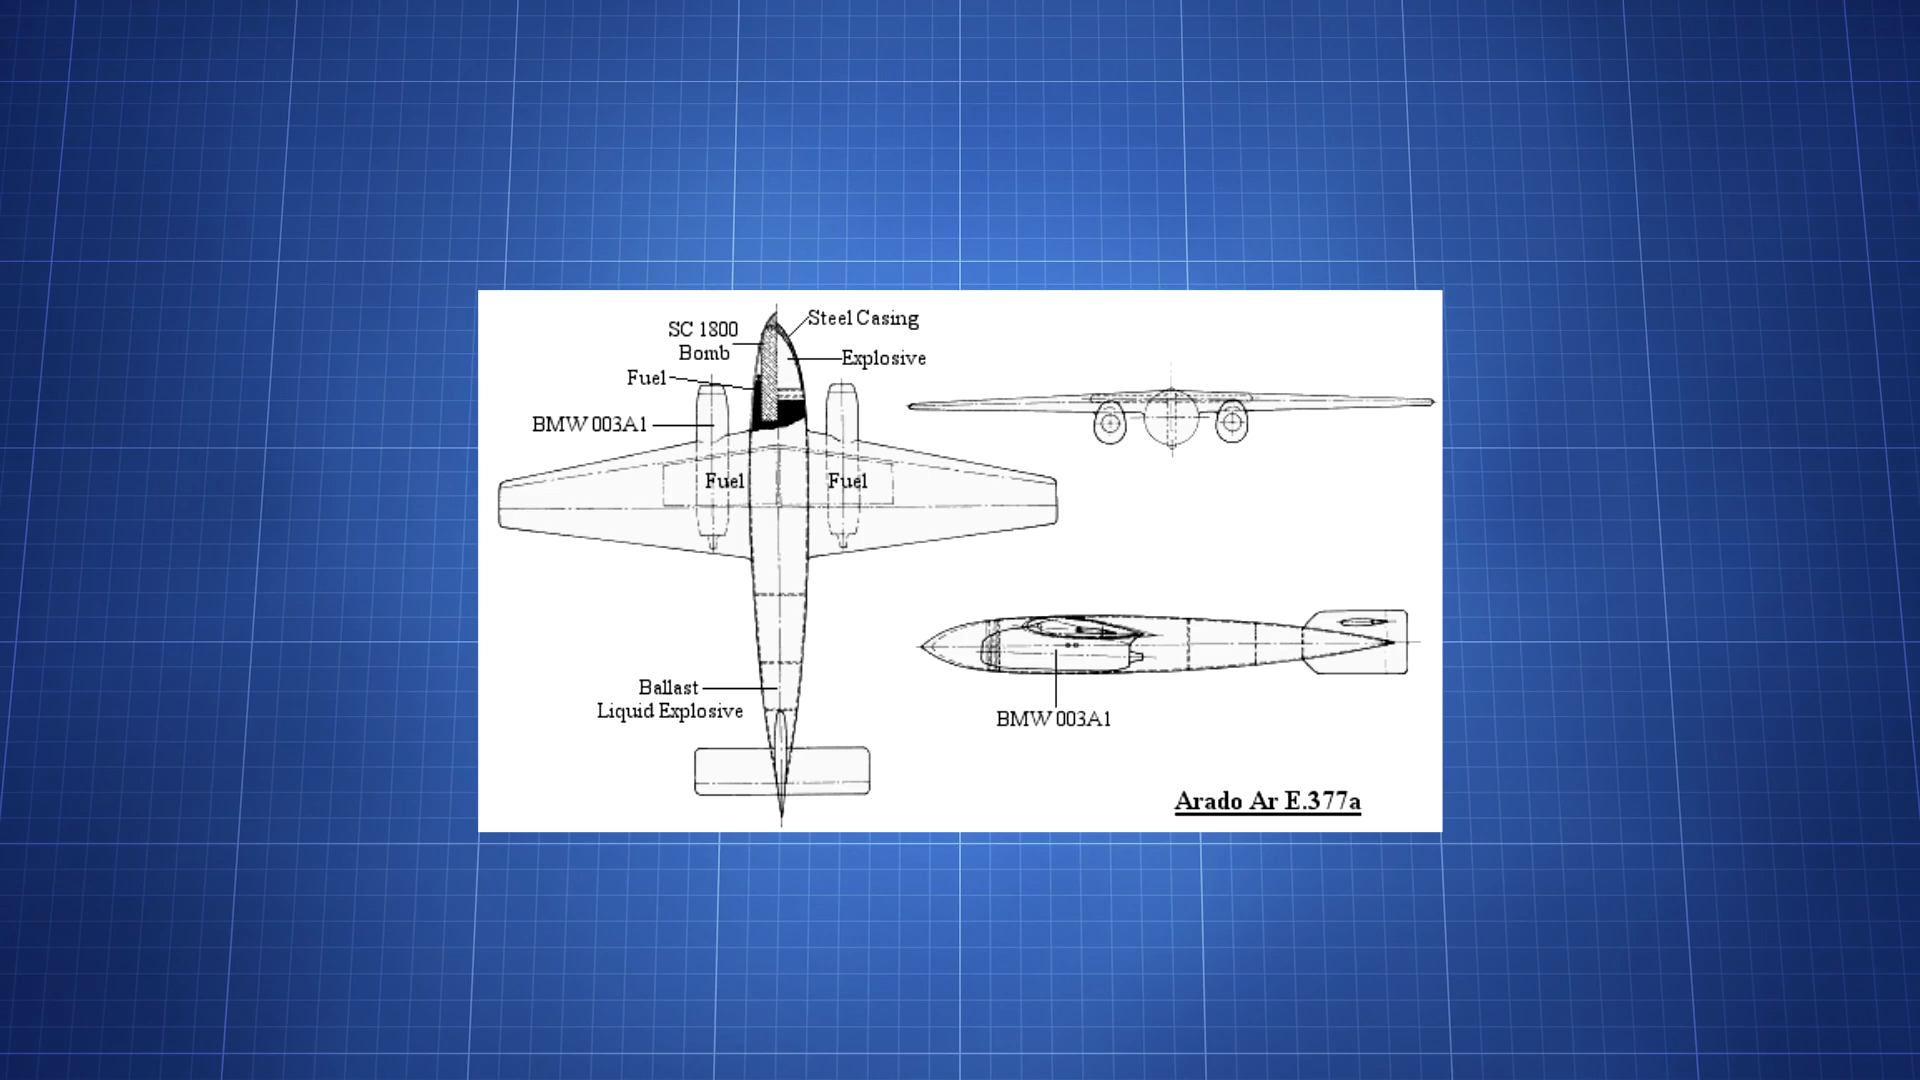 SC 1800
Bomb
Steel Casing
Explosive
Fuel
BMW 003A1
Fuel
Fuel
Ballast
Liquid Explosive
BMW 003A1
Arado Ar E.377a